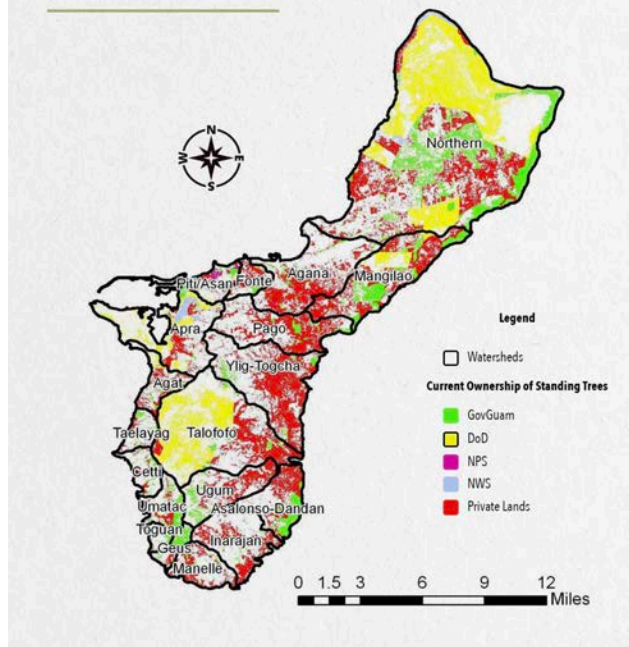 N
W
E
S
Northern
Agana
Mangilao
Piti/Asan
Fonte
Apra
Pago
Ylig-Togcha
Agat
Taelayag
Talofofo
Cetti
Ugum
Umatac
Asalonso-Dandan
Toguan
Inarajan
Geus
Manelle
Legend
Watersheds
Current Ownership of Standing Trees
GovGuam
DoD
NPS
NWS
Private Lands
0 1.5 3 6 9 12
Miles